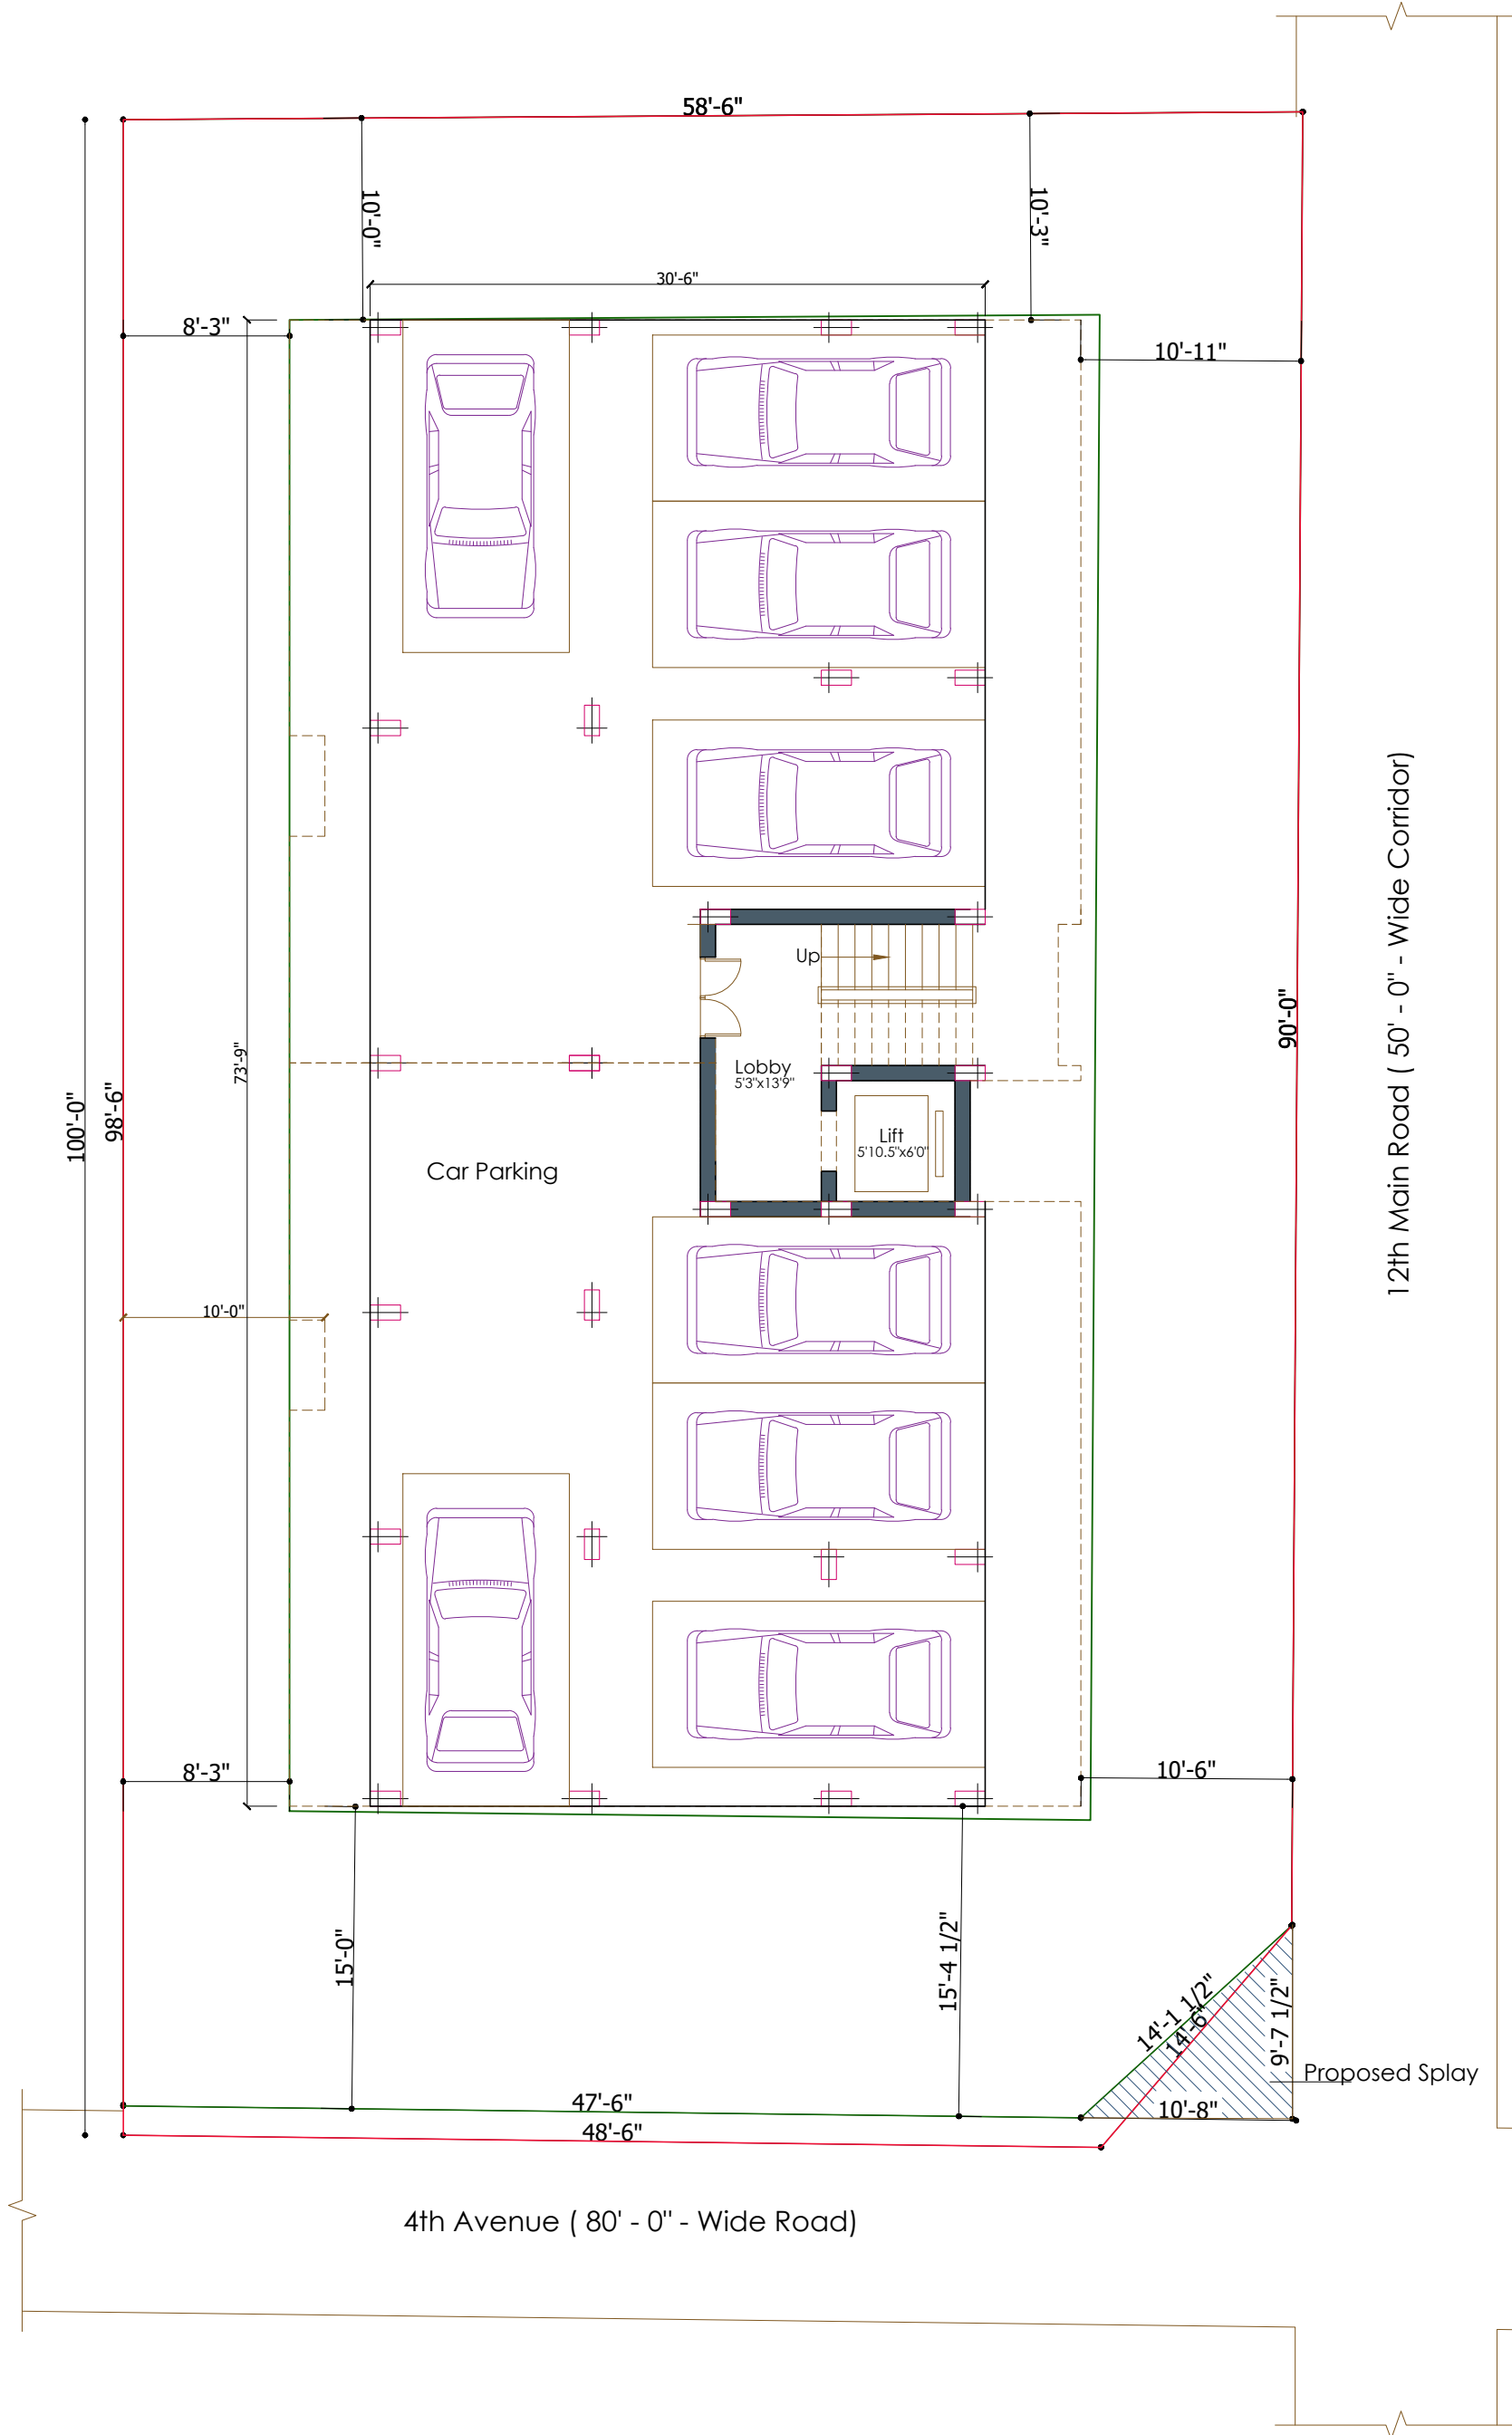 58'-6"
10'-0"
10'-3"
30'-6"
8'-3"
10'-11"
12th Main Road ( 50' - 0" - Wide Corridor)
Up
90'-0"
73'-9"
Lobby
5'3"x13'9"
100'-0"
98'-6"
Lift
5'10.5"x6'0"
Car Parking
10'-0"
8'-3"
10'-6"
15'-0"
15'-4 1/2"
14'-1 1/2"
14'-6"
9'-7 1/2"
Proposed Splay
47'-6"
10'-8"
48'-6"
4th Avenue ( 80' - 0" - Wide Road)